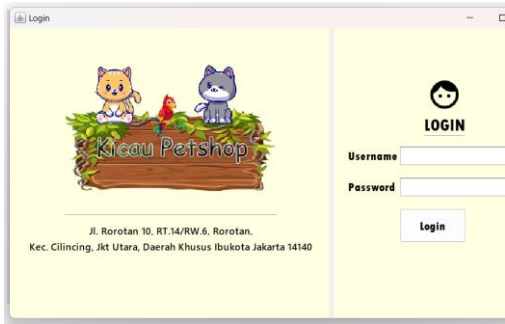 Login
Kicau Petshop
Jl. Rorotan 10, RT.14/RW.6, Rorotan,
Kec. Cilincing, Jkt Utara, Daerah Khusus Ibukota Jakarta 14140
LOGIN
Username
Password
Login